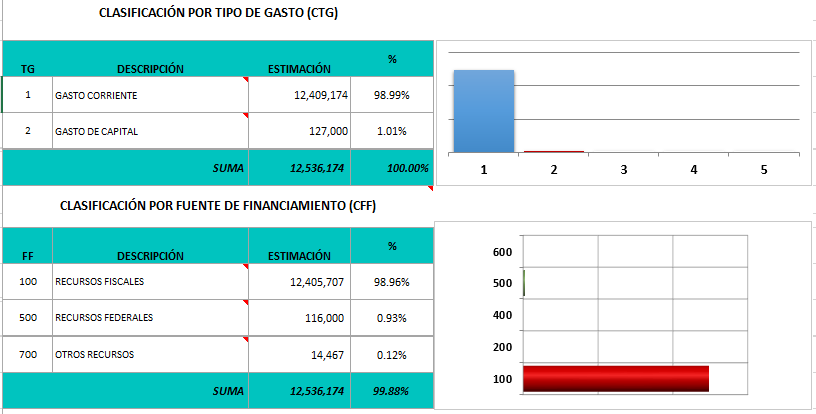 CLASIFICACIÓN POR TIPO DE GASTO (CTG)
TG DESCRIPCIÓN ESTIMACIÓN %
1 GASTO CORRIENTE 12,409,174 98.99%
2 GASTO DE CAPITAL 127,000 1.01%
SUMA 12,536,174 100.00%
1 2 3 4 5
CLASIFICACIÓN POR FUENTE DE FINANCIAMIENTO (CFF)
FF DESCRIPCIÓN ESTIMACIÓN %
100 RECURSOS FISCALES 12,405,707 98.96%
500 RECURSOS FEDERALES 116,000 0.93%
700 OTROS RECURSOS 14,467 0.12%
SUMA 12,536,174 99.88%
600
500
400
200
100